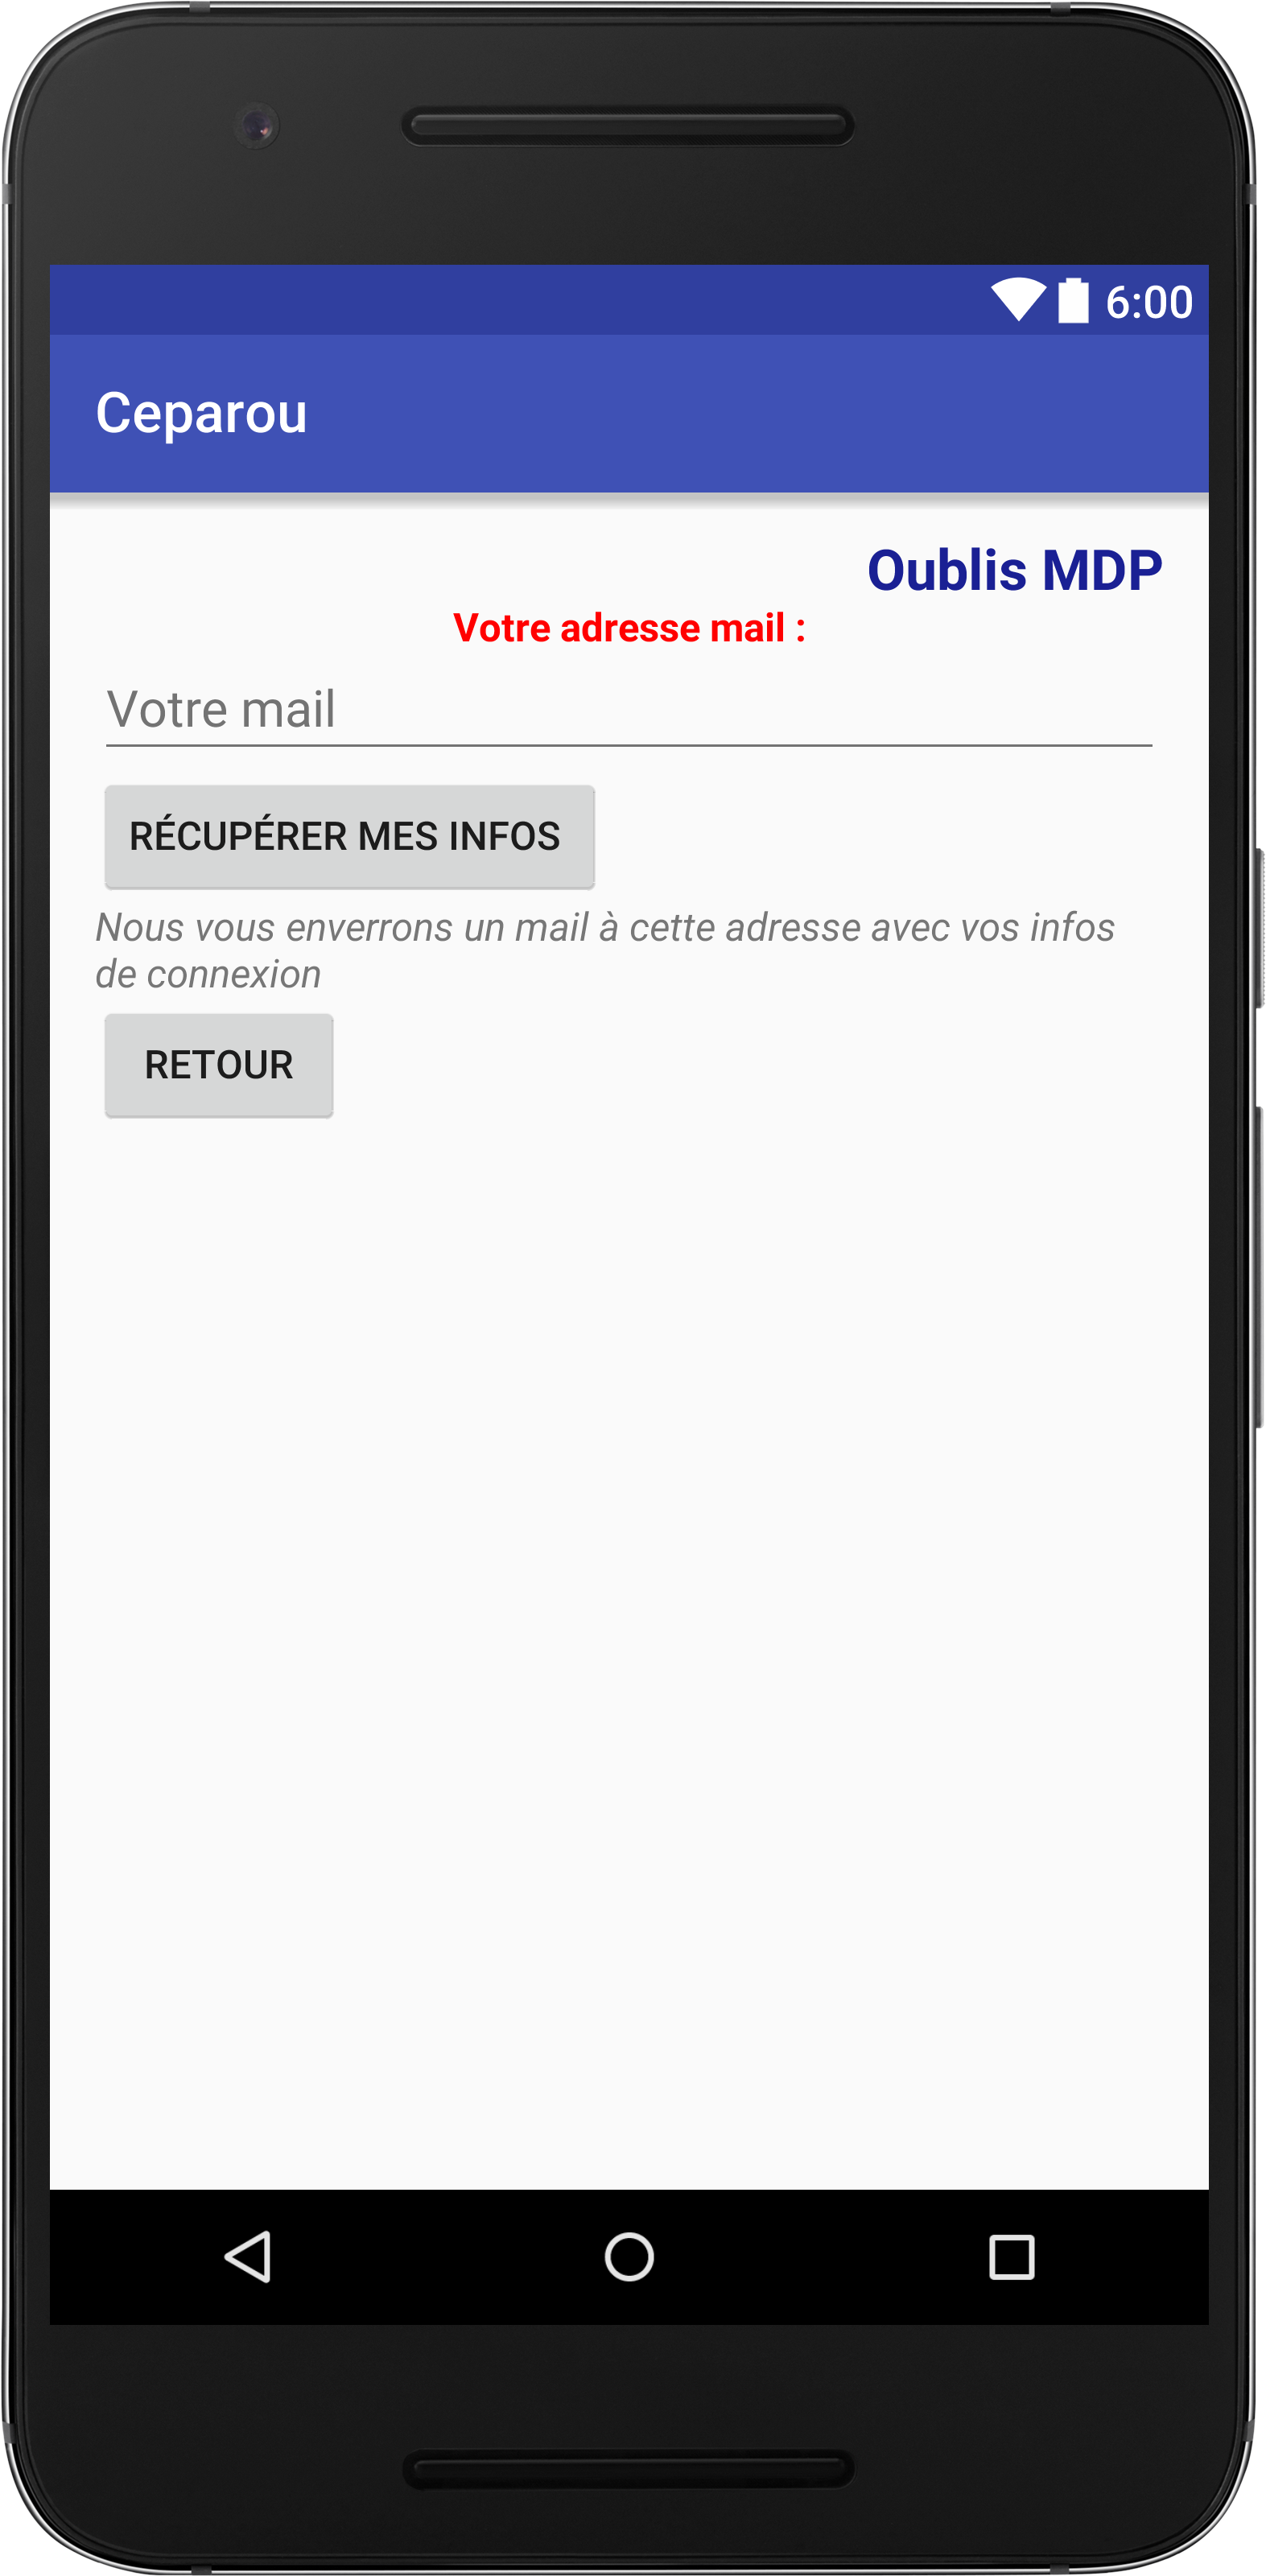 6:00
Ceparou
Oublis MDP
Votre adresse mail :
Votre mail
RÉCUPÉRER MES INFOS
Nous vous enverrons un mail à cette adresse avec vos infos
de connexion
RETOUR